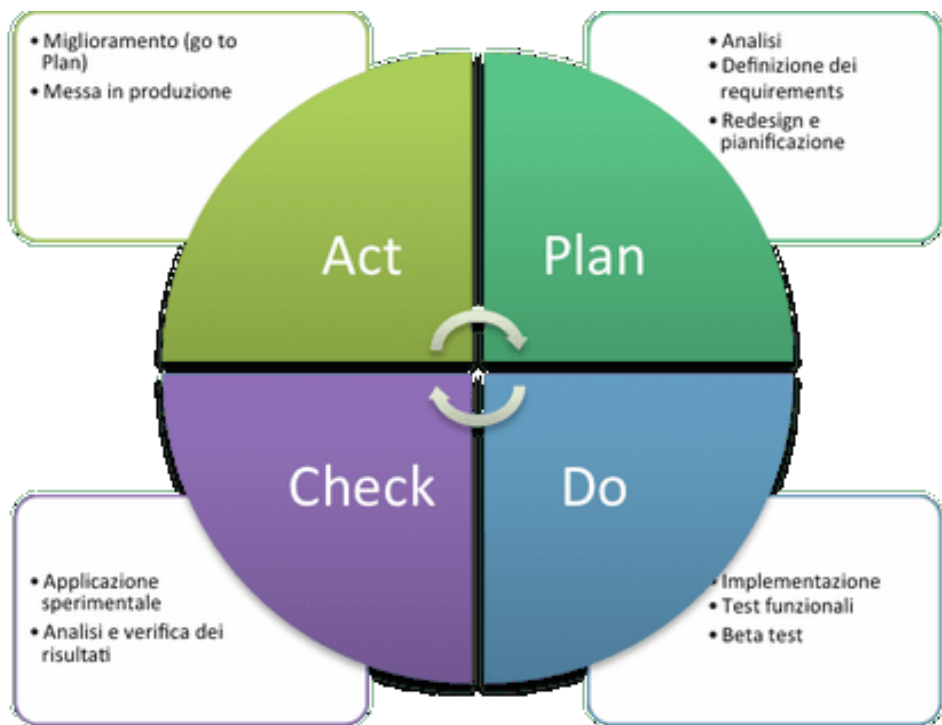 • Miglioramento (go to
Plan)
• Messa in produzione
• Analisi
• Definizione dei
requirements
• Redesign e
pianificazione
Act
Plan
Check
Do
• Applicazione
sperimentale
• Analisi e verifica dei
risultati
• Implementazione
• Test funzionali
• Beta test